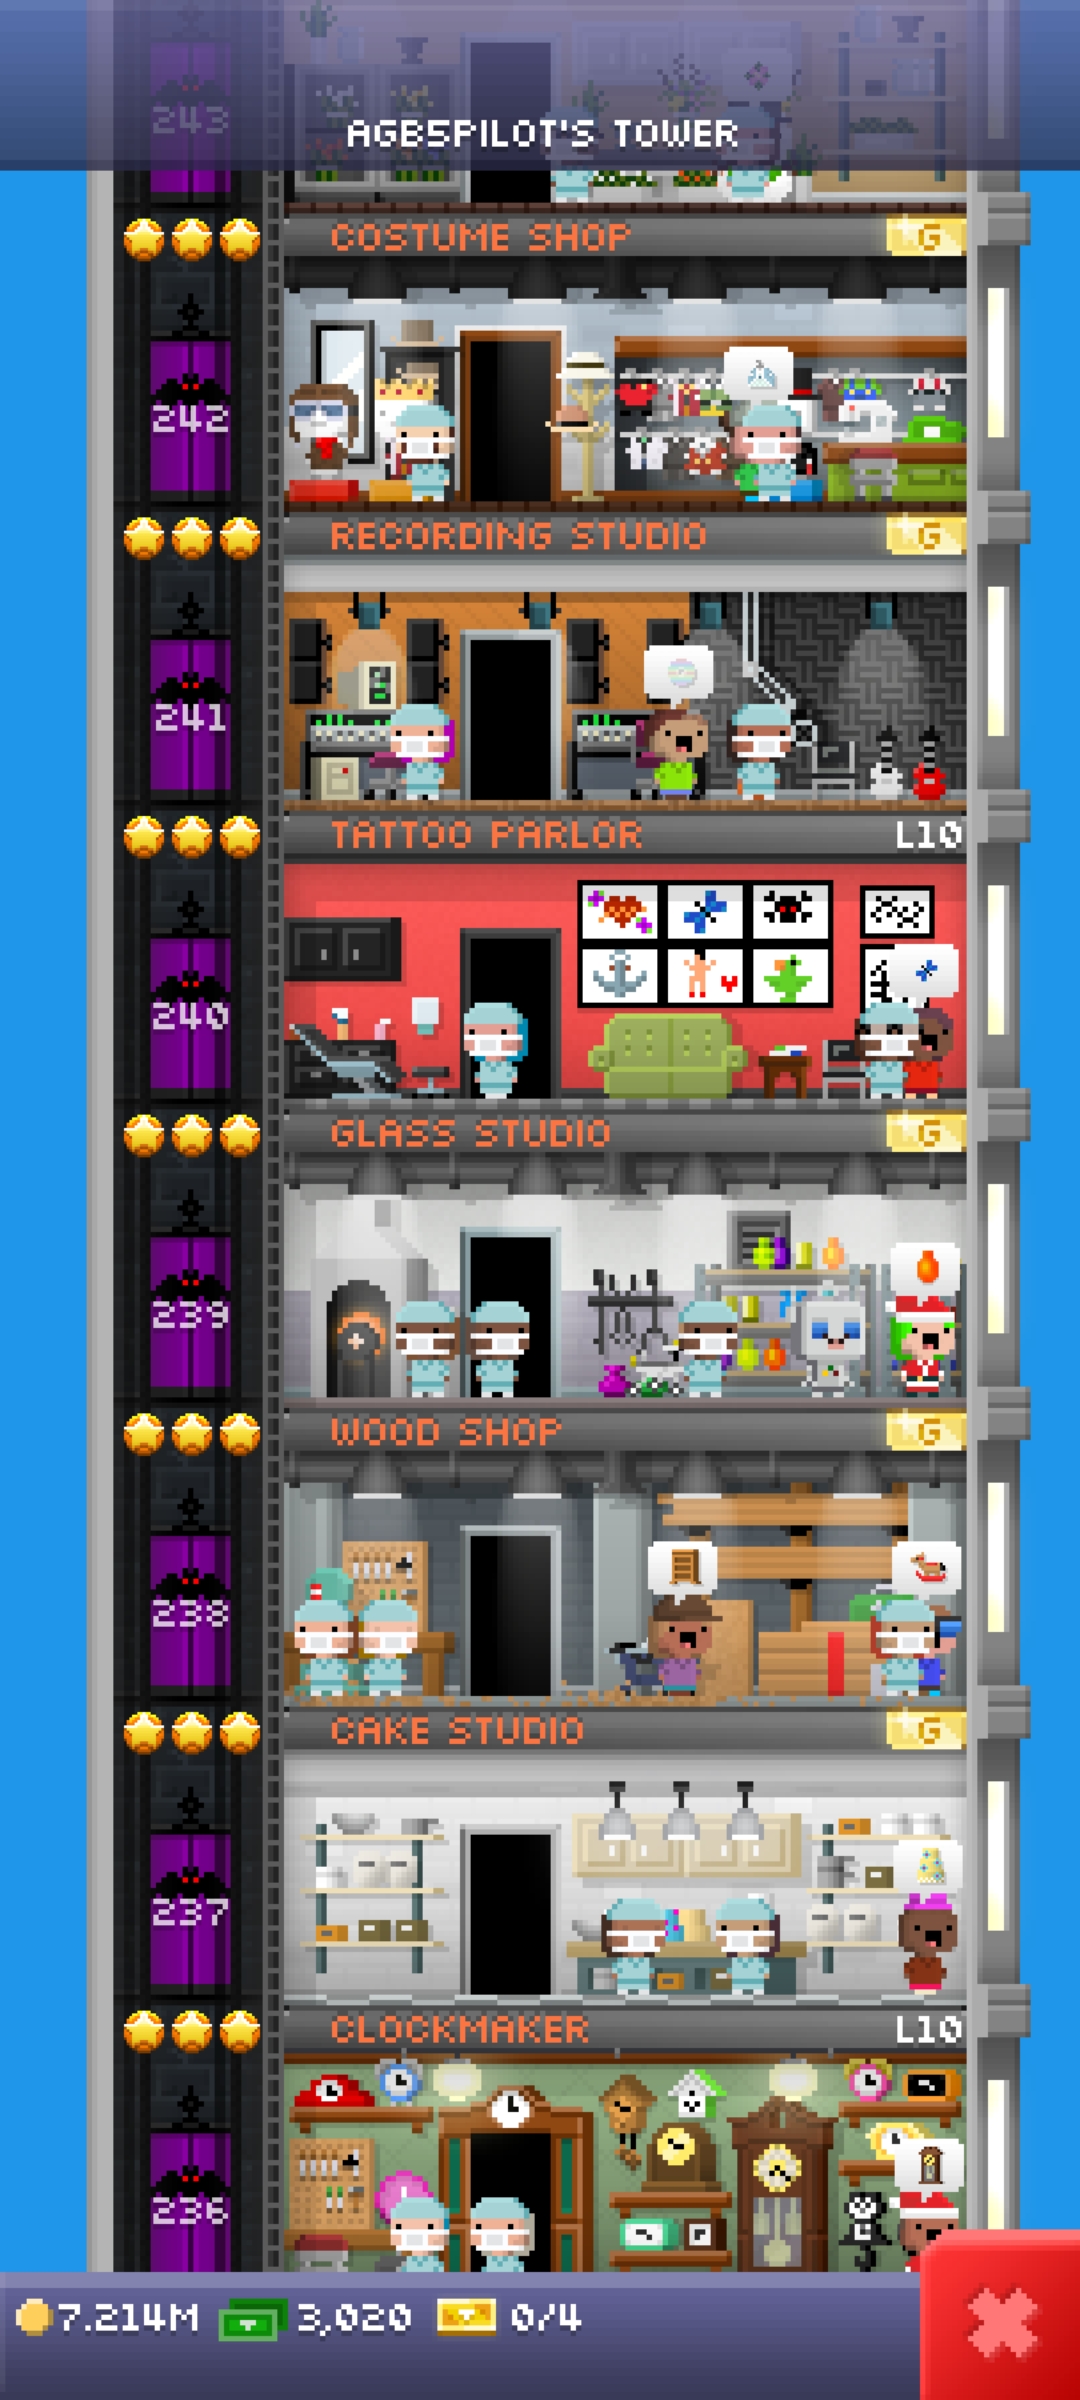 243
AGB5PILOT'S TOWER
COSTUME SHOP G
242
RECORDING STUDIO G
241
TATTOO PARLOR L10
240
GLASS STUDIO G
239
WOOD SHOP G
238
CAKE STUDIO G
237
CLOCKMAKER L10
236
7.214M 3,020 0/4